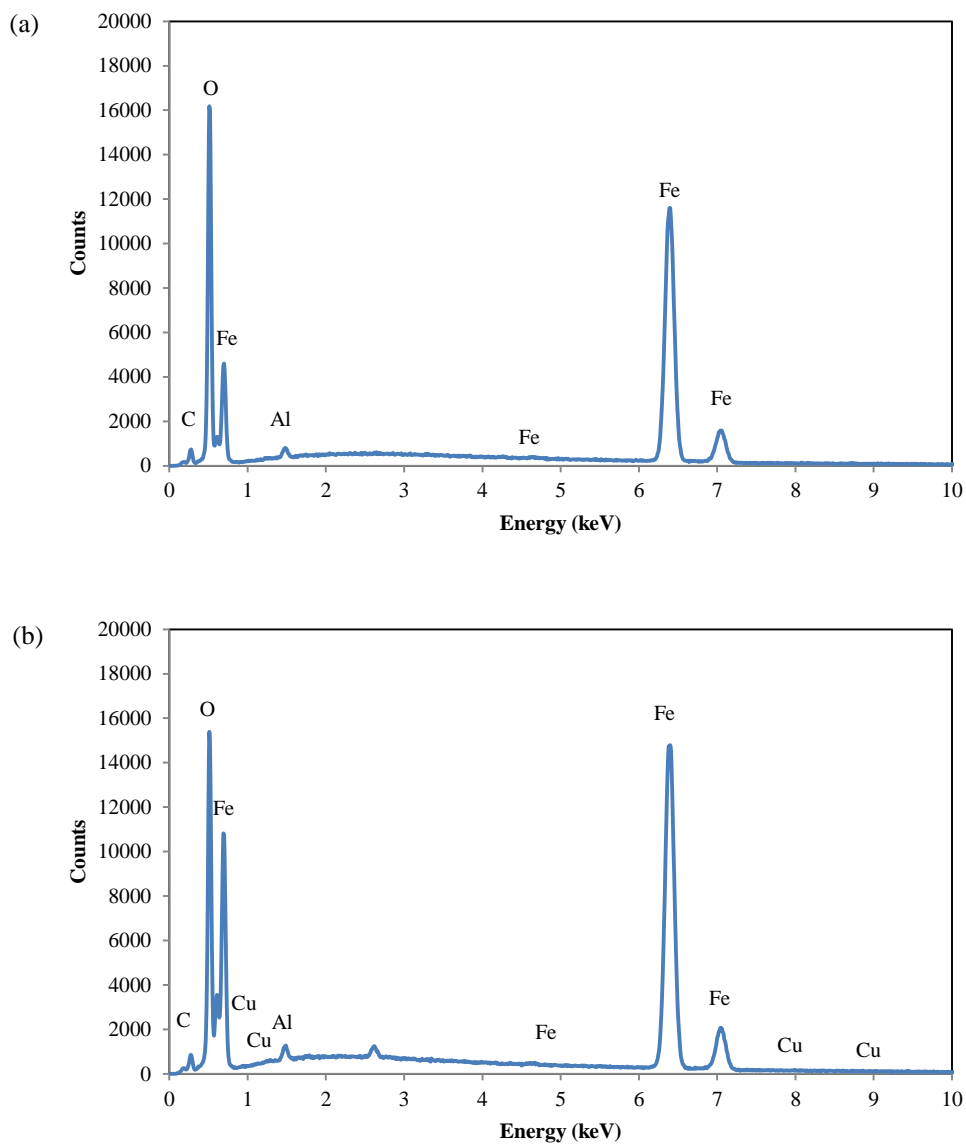 (a)
20000
18000
16000
14000
12000
10000
8000
6000
4000
2000
0
Counts
O
Fe
C
Al
Fe
Fe
Fe
0 1 2 3 4 5 6 7 8 9 10
Energy (keV)
(b)
20000
18000
16000
14000
12000
10000
8000
6000
4000
2000
0
Counts
O
Fe
C
Cu
Cu
Al
Fe
Fe
Fe
Cu
Cu
0 1 2 3 4 5 6 7 8 9 10
Energy (keV)